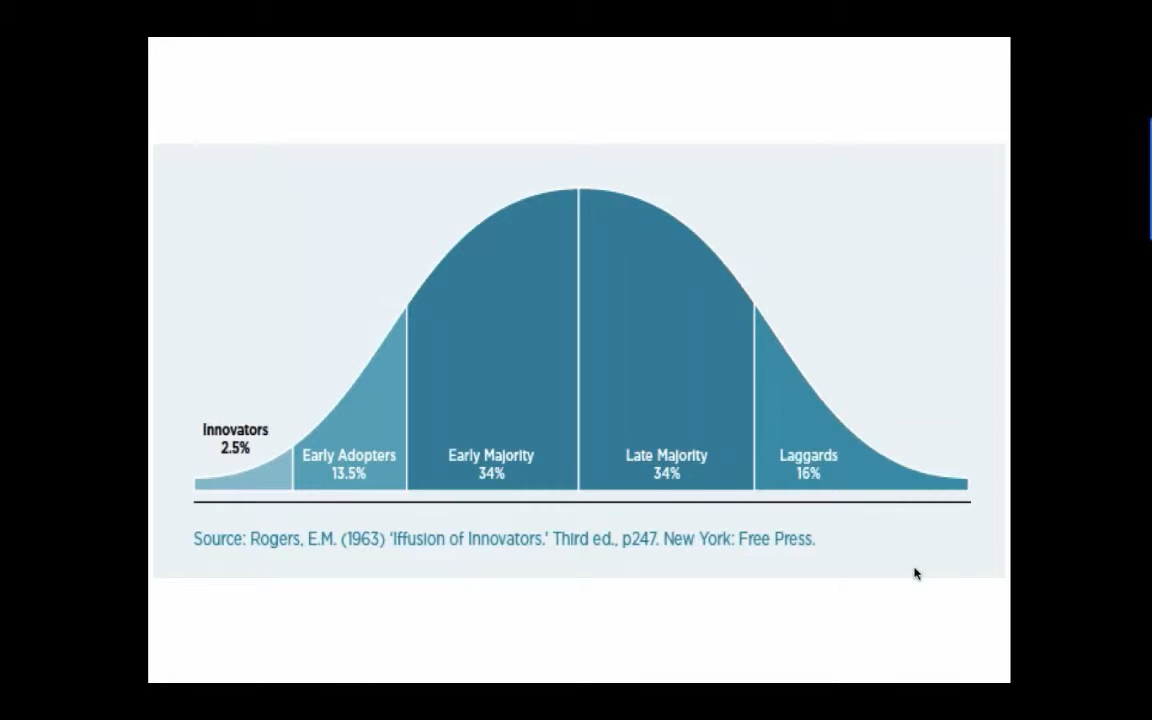 Innovators
2.5%
Early Adopters
13.5%
Early Majority
34%
Late Majority
34%
Laggards
16%
Source: Rogers, E.M. (1963) 'Iffusion of Innovators.' Third ed., p247. New York: Free Press.